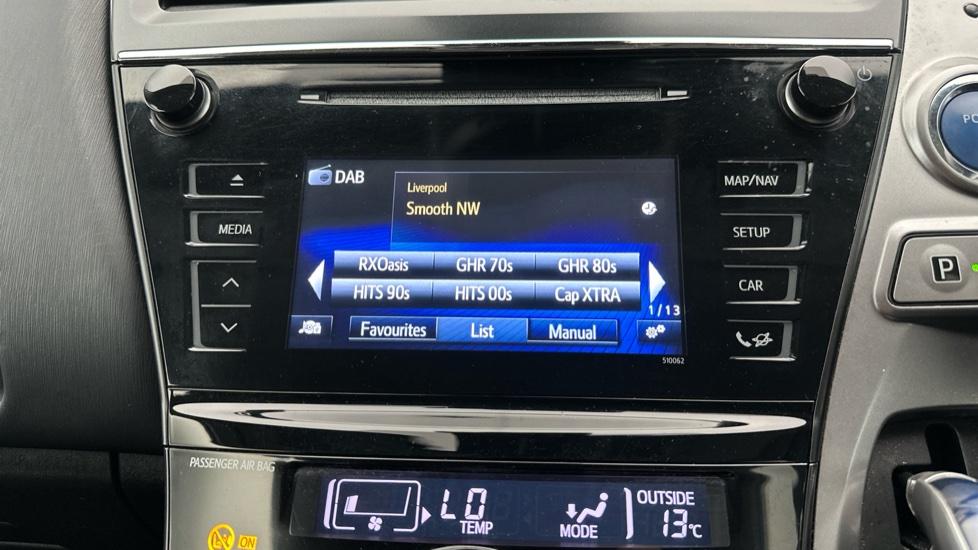 DAB
Liverpool
Smooth NW
RXOasis GHR 70s GHR 80s
HITS 90s HITS 00s Cap XTRA
1/13
Favourites List Manual
510062
MEDIA
MAP/NAV
SETUP
CAR
P
PASSENGER AIR BAG
ON
LO
TEMP
MODE
OUTSIDE
13°C